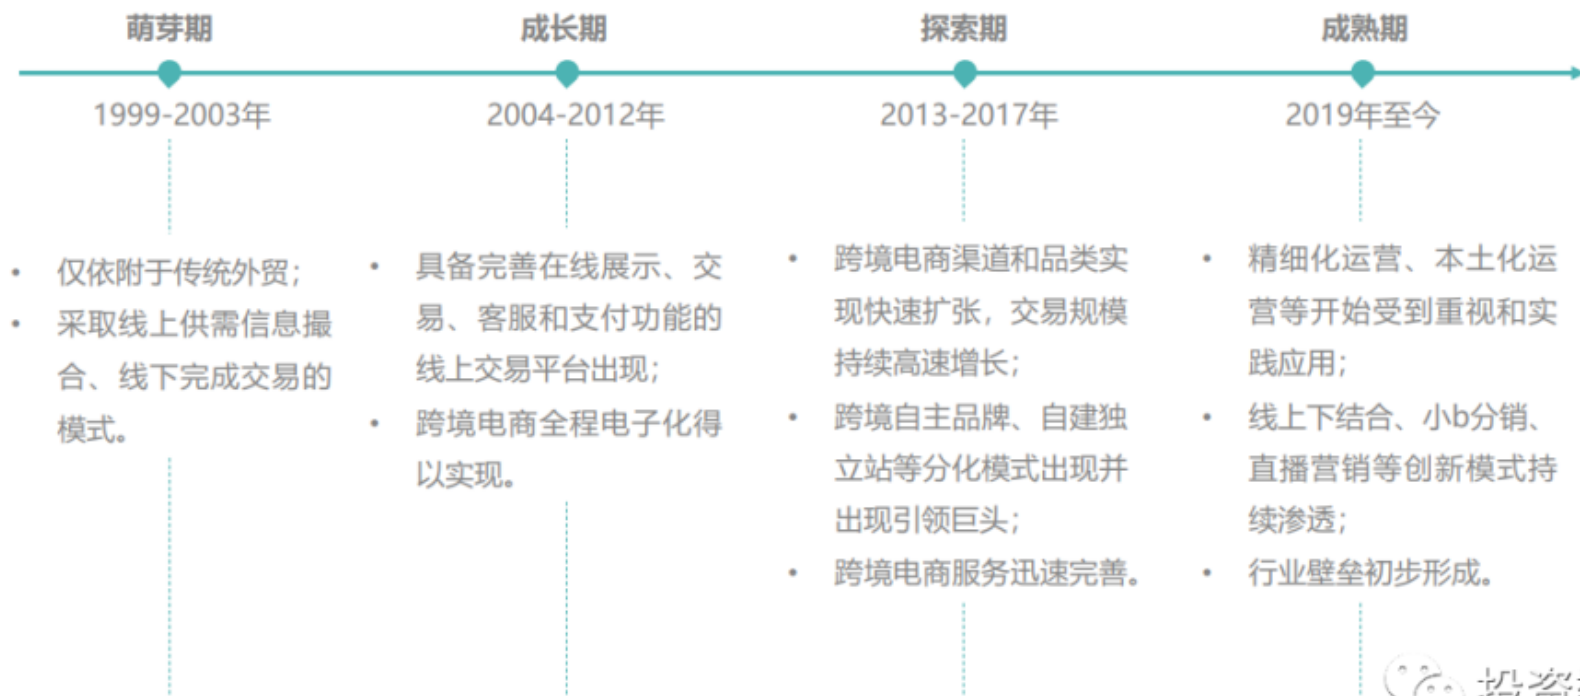 萌芽期
成长期
探索期
成熟期
1999-2003年
2004-2012年
2013-2017年
2019年至今
• 仅依附于传统外贸；
• 采取线上供需信息撮
合、线下完成交易的
模式。
• 具备完善在线展示、交
易、客服和支付功能的
线上交易平台出现；
• 跨境电商全程电子化得
以实现。
• 跨境电商渠道和品类实
现快速扩张，交易规模
持续高速增长；
• 跨境自主品牌、自建独
立站等分化模式出现并
出现引领巨头；
• 跨境电商服务迅速完善。
• 精细化运营、本土化运
营等开始受到重视和实
践应用；
• 线上下结合、小b分销、
直播营销等创新模式持
续渗透；
• 行业壁垒初步形成。
投资